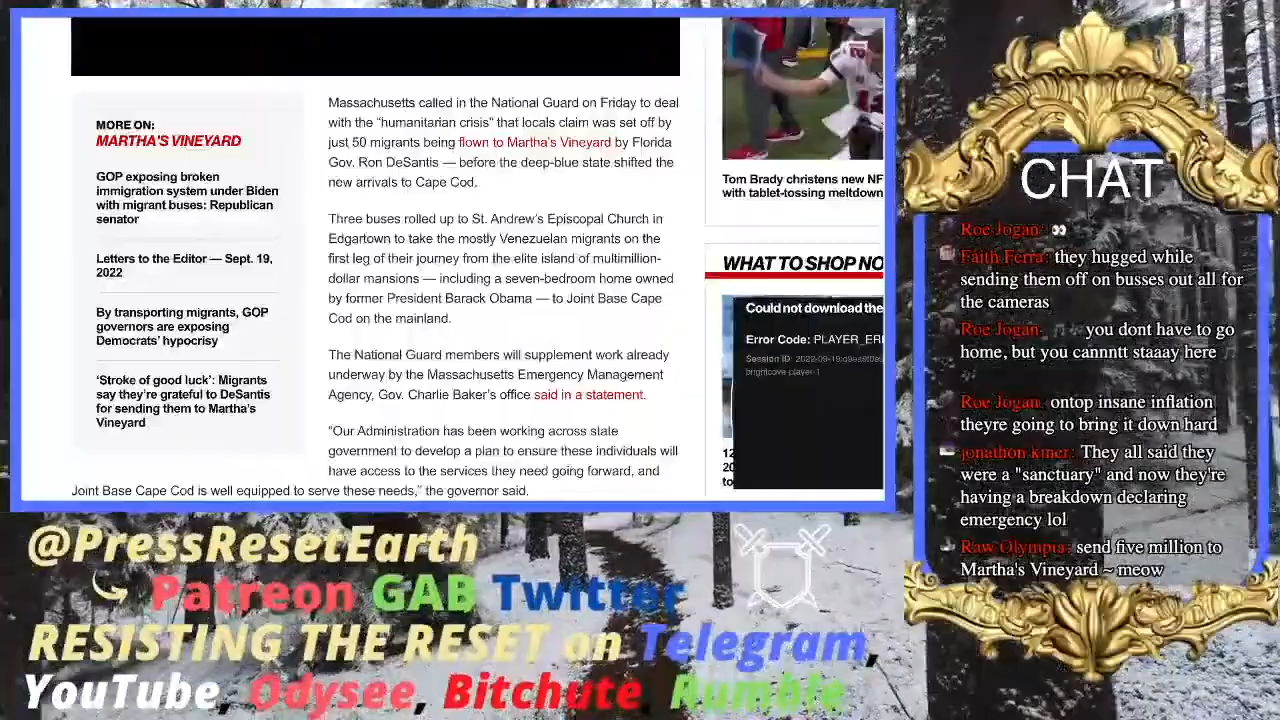 MORE ON:
MARTHA'S VINEYARD
GOP exposing broken
immigration system under Biden
with migrant buses: Republican
senator
Letters to the Editor — Sept. 19,
2022
By transporting migrants, GOP
governors are exposing
Democrats' hypocrisy
'Stroke of good luck': Migrants
say they're grateful to DeSantis
for sending them to Martha's
Vineyard
Massachusetts called in the National Guard on Friday to deal
with the “humanitarian crisis” that locals claim was set off by
just 50 migrants being flown to Martha's Vineyard by Florida
Gov. Ron DeSantis — before the deep-blue state shifted the
new arrivals to Cape Cod.
Three buses rolled up to St. Andrew's Episcopal Church in
Edgartown to take the mostly Venezuelan migrants on the
first leg of their journey from the elite island of multimillion-
dollar mansions — including a seven-bedroom home owned
by former President Barack Obama — to Joint Base Cape
Cod on the mainland.
The National Guard members will supplement work already
underway by the Massachusetts Emergency Management
Agency, Gov. Charlie Baker's office said in a statement.
“Our Administration has been working across state
government to develop a plan to ensure these individuals will
have access to the services they need going forward, and
Joint Base Cape Cod is well equipped to serve these needs,” the governor said.
Tom Brady christens new NF
with tablet-tossing meltdown
WHAT TO SHOP NO
Could not download the
Error Code: PLAYER_ER
Session ID: 2022-09-19:
brightcove-player-1
12
20
to
CHAT
Roe Jogan: 👀
Faith Ferra: they hugged while
sending them off on busses out all for
the cameras
Roe Jogan: you dont have to go
home, but you cannntt staaay here
Roe Jogan: ontop insane inflation
theyre going to bring it down hard
jonathon kiner: They all said they
were a "sanctuary" and now they're
having a breakdown declaring
emergency lol
Raw Olympia: send five million to
Martha's Vineyard ~ meow
@PressResetEarth
Patreon GAB Twitter
RESISTING THE RESET on Telegram,
YouTube, Odysee, Bitchute Rumble